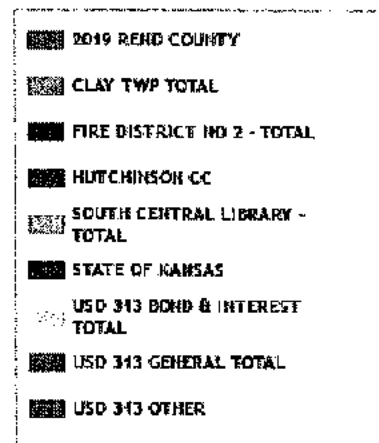 2019 RENO COUNTY
CLAY TWP TOTAL
FIRE DISTRICT NO 2 - TOTAL
HUTCHINSON CC
SOUTH CENTRAL LIBRARY -
TOTAL
STATE OF KANSAS
USD 313 BOND & INTEREST
TOTAL
USD 313 GENERAL TOTAL
USD 313 OTHER